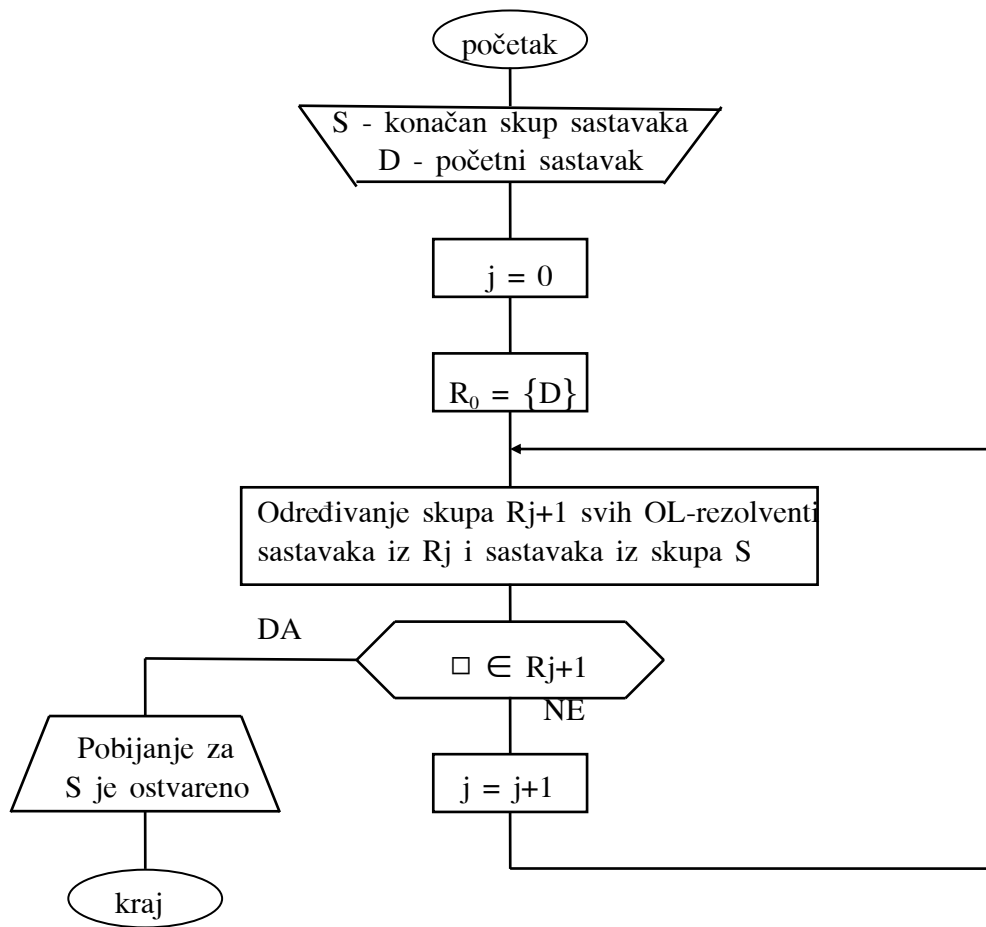 početak
S - konačan skup sastavaka
D - početni sastavak
j = 0
R₀ = {D}
Određivanje skupa Rj+1 svih OL-rezolventi
sastavaka iz Rj i sastavaka iz skupa S
DA
□ ∈ Rj+1
NE
Pobijanje za
S je ostvareno
j = j+1
kraj